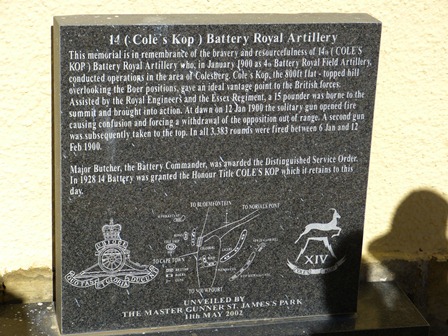 14 ( Cole's Kop ) Battery Royal Artillery
This memorial is in remembrance of the bravery and resourcefulness of 14 ( COLE'S
KOP ) Battery Royal Artillery who, in January 1900 as 4th Battery Royal Field Artillery,
conducted operations in the area of Colesberg. Cole's Kop, the 800ft flat - topped hill
overlooking the Boer positions, gave an ideal vantage point to the British forces.
Assisted by the Royal Engineers and the Essex Regiment, a 15 pounder was borne to the
summit and brought into action. At dawn on 12 Jan 1900 the solitary gun opened fire
causing confusion and forcing a withdrawal of the opposition out of range. A second gun
was subsequently taken to the top. In all 3,383 rounds were fired between 6 Jan and 12
Feb 1900.
Major Butcher, the Battery Commander, was awarded the Distinguished Service Order.
In 1928 14 Battery was granted the Honour Title COLE'S KOP which it retains to this
day.
TO BLOEMFONTEIN
TO NORVALS PONT
TO CAPE TOWN
TO NAAUWPORT
XIV
UNVEILED BY
THE MASTER GUNNER ST. JAMES'S PARK
11th MAY 2002